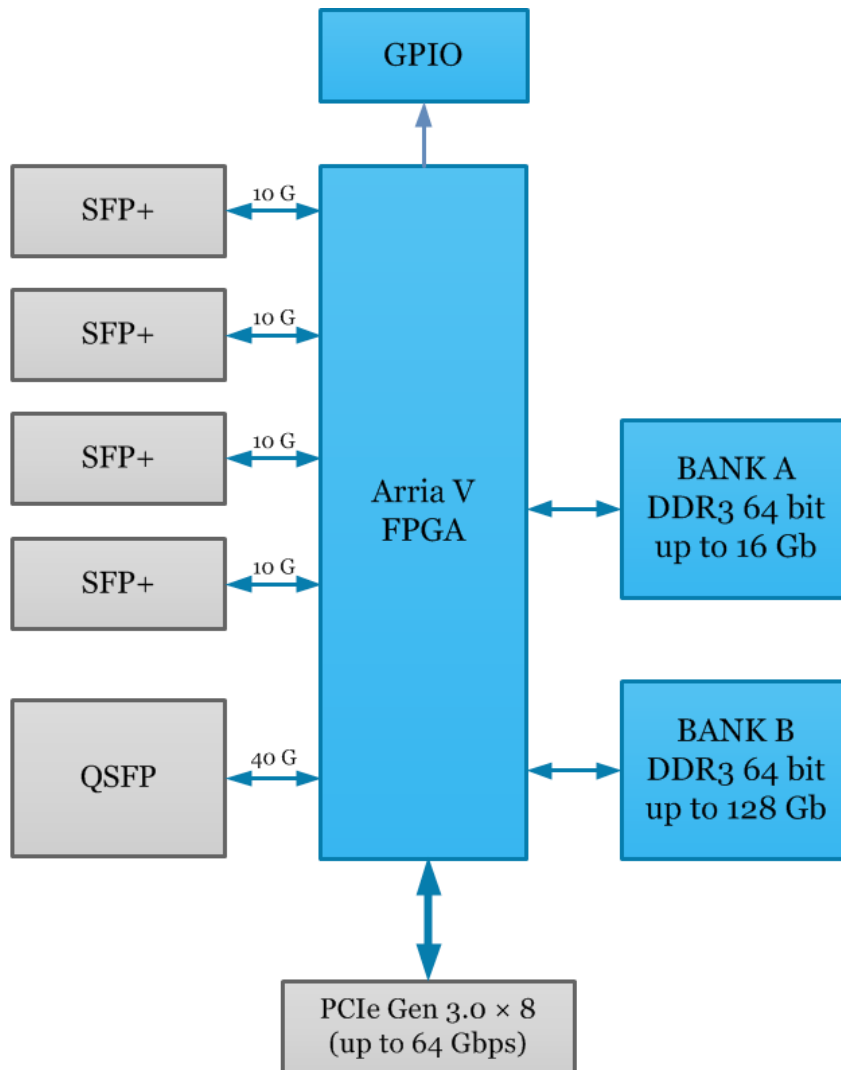 GPIO
SFP+
10 G
SFP+
10 G
SFP+
10 G
SFP+
10 G
QSFP
40 G
Arria V
FPGA
BANK A
DDR3 64 bit
up to 16 Gb
BANK B
DDR3 64 bit
up to 128 Gb
PCIe Gen 3.0 × 8
(up to 64 Gbps)